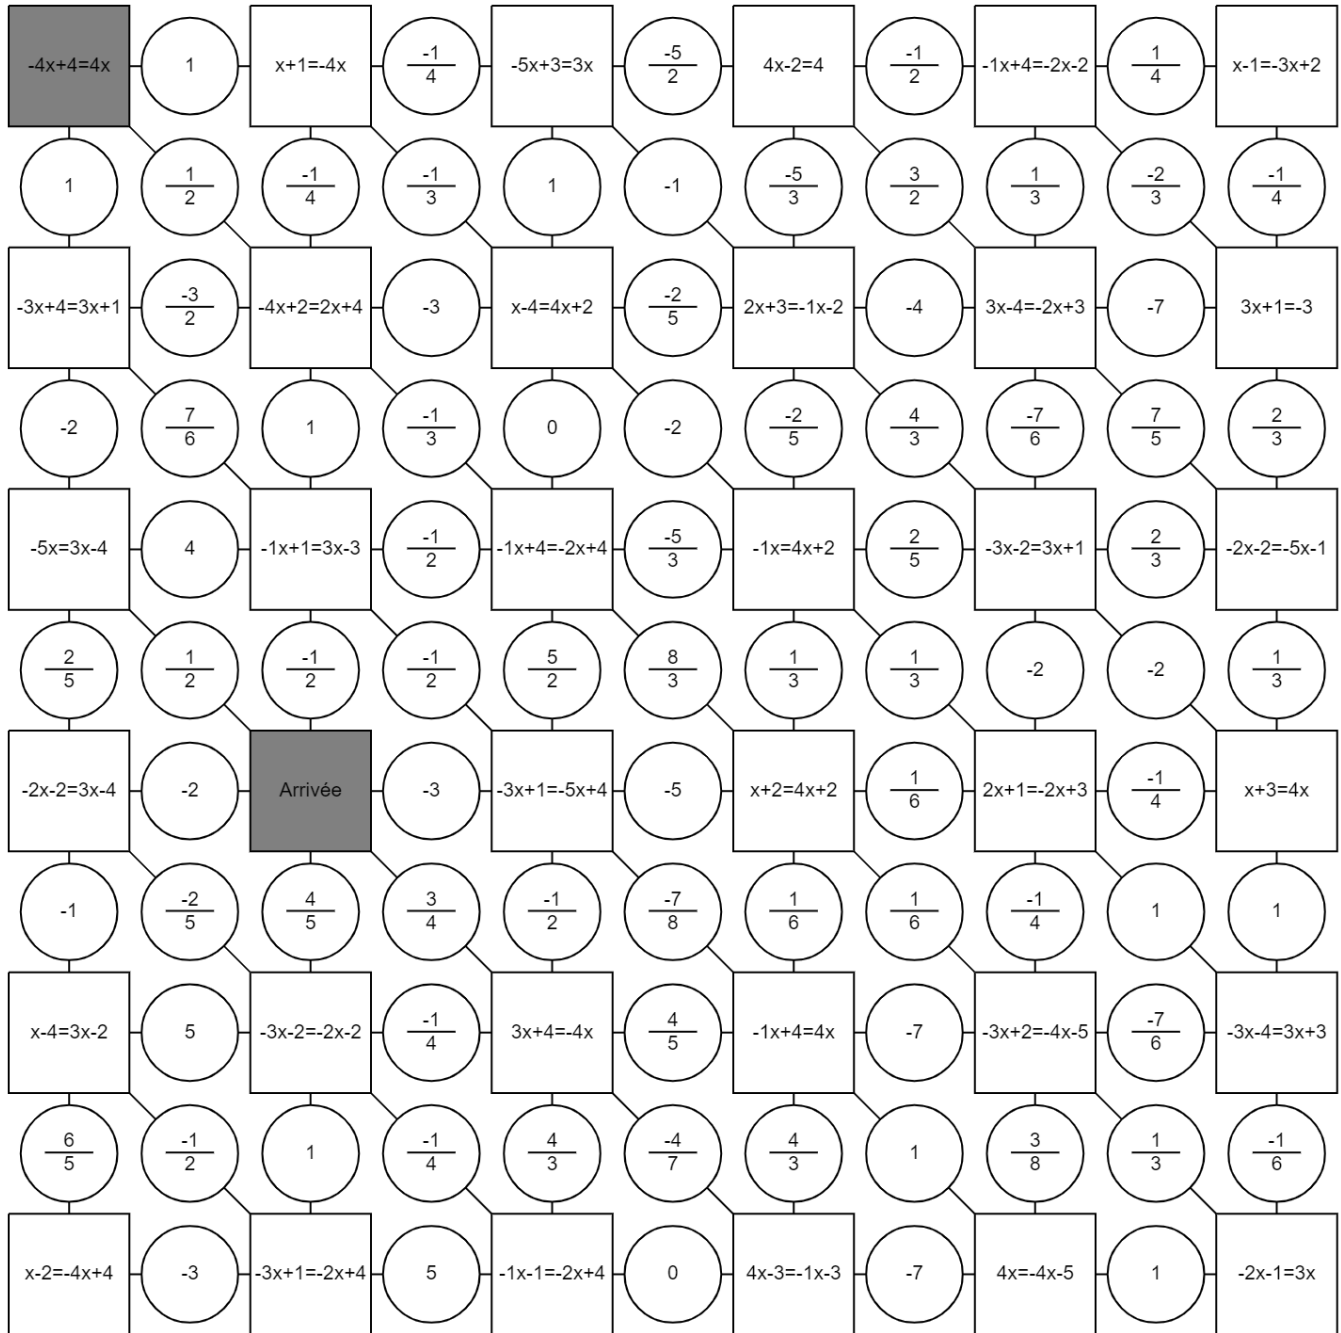 -4x+4=4x 1 x+1=-4x -1/4 -5x+3=3x -5/2 4x-2=4 -1/2 -1x+4=-2x-2 1/4 x-1=-3x+2
1 1/2 -1/4 -1/3 1 -1 -5/3 3/2 1/3 -2/3 -1/4
-3x+4=3x+1 -3/2 -4x+2=2x+4 -3 x-4=4x+2 -2/5 2x+3=-1x-2 -4 3x-4=-2x+3 -7 3x+1=-3
-2 7/6 1 -1/3 0 -2 -2/5 4/3 -7/6 7/5 2/3
-5x=3x-4 4 -1x+1=3x-3 -1/2 -1x+4=-2x+4 -5/3 -1x=4x+2 2/5 -3x-2=3x+1 2/3 -2x-2=-5x-1
2/5 1/2 -1/2 -1/2 5/2 8/3 1/3 1/3 -2 -2 1/3
-2x-2=3x-4 -2 Arrivée -3 -3x+1=-5x+4 -5 x+2=4x+2 1/6 2x+1=-2x+3 -1/4 x+3=4x
-1 -2/5 4/5 3/4 -1/2 -7/8 1/6 1/6 -1/4 1 1
x-4=3x-2 5 -3x-2=-2x-2 -1/4 3x+4=-4x 4/5 -1x+4=4x -7 -3x+2=-4x-5 -7/6 -3x-4=3x+3
6/5 -1/2 1 -1/4 4/3 -4/7 4/3 1 3/8 1/3 -1/6
x-2=-4x+4 -3 -3x+1=-2x+4 5 -1x-1=-2x+4 0 4x-3=-1x-3 -7 4x=-4x-5 1 -2x-1=3x